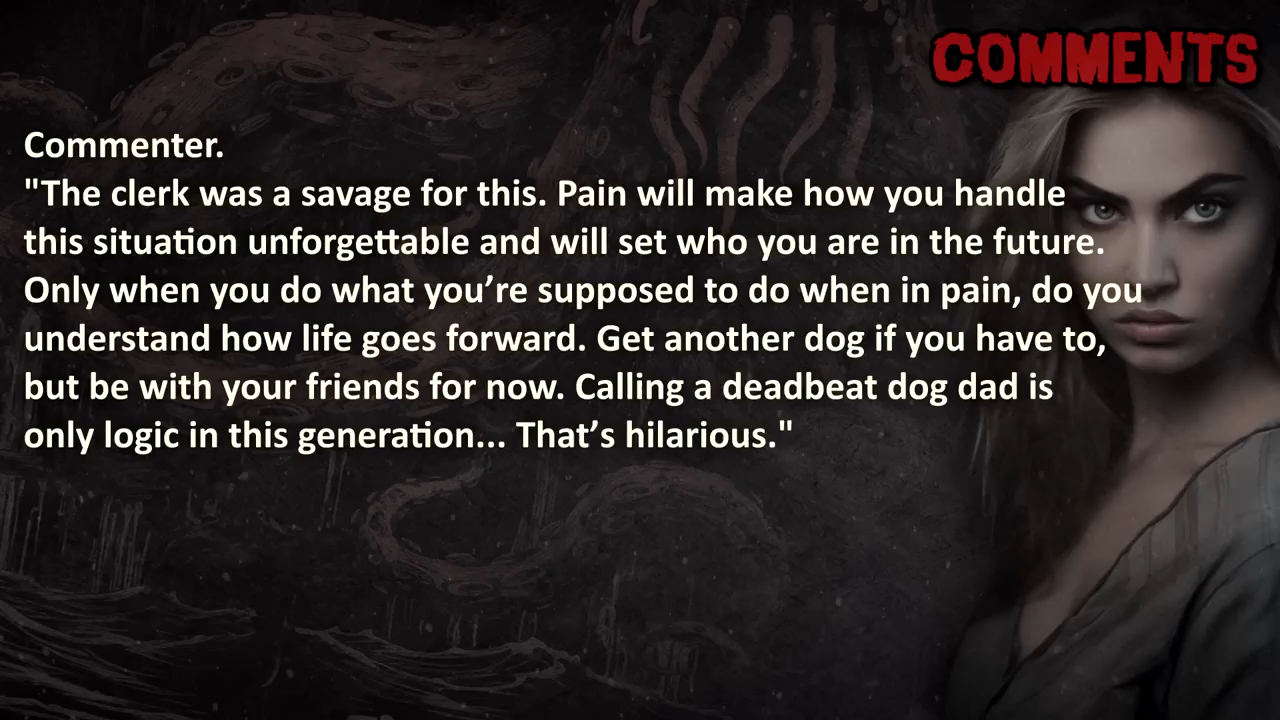 COMMENTS
Commenter.
"The clerk was a savage for this. Pain will make how you handle
this situation unforgettable and will set who you are in the future.
Only when you do what you’re supposed to do when in pain, do you
understand how life goes forward. Get another dog if you have to,
but be with your friends for now. Calling a deadbeat dog dad is
only logic in this generation... That’s hilarious."